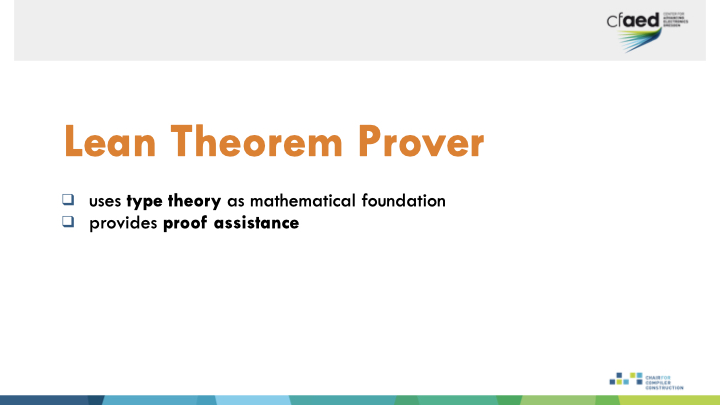 cfaed
CENTER FOR
ADVANCING
ELECTRONICS
DRESDEN
Lean Theorem Prover
uses type theory as mathematical foundation
provides proof assistance
CHAIR FOR
COMPILER
CONSTRUCTION